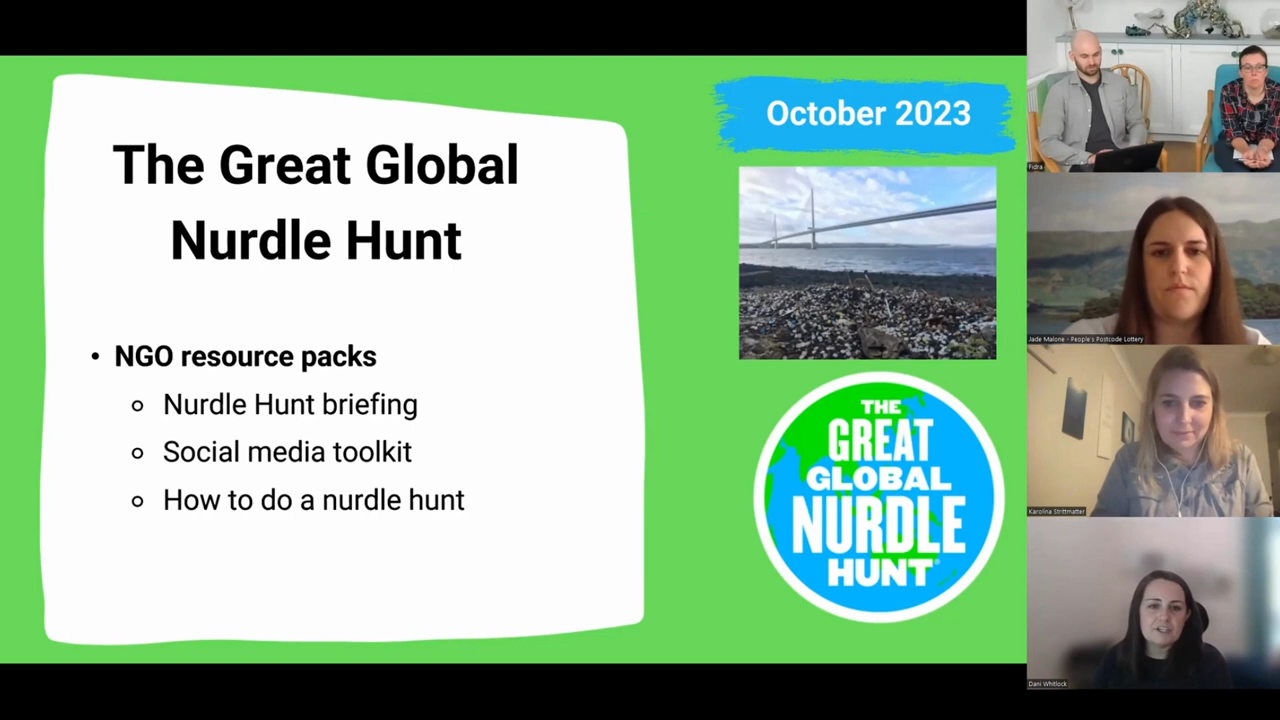 The Great Global
Nurdle Hunt
• NGO resource packs
Nurdle Hunt briefing
Social media toolkit
How to do a nurdle hunt
October 2023
THE
GREAT
GLOBAL
NURDLE
HUNT
Fidra
Jade Malone - People's Postcode Lottery
Karolina Strittmatter
Dani Whitlock